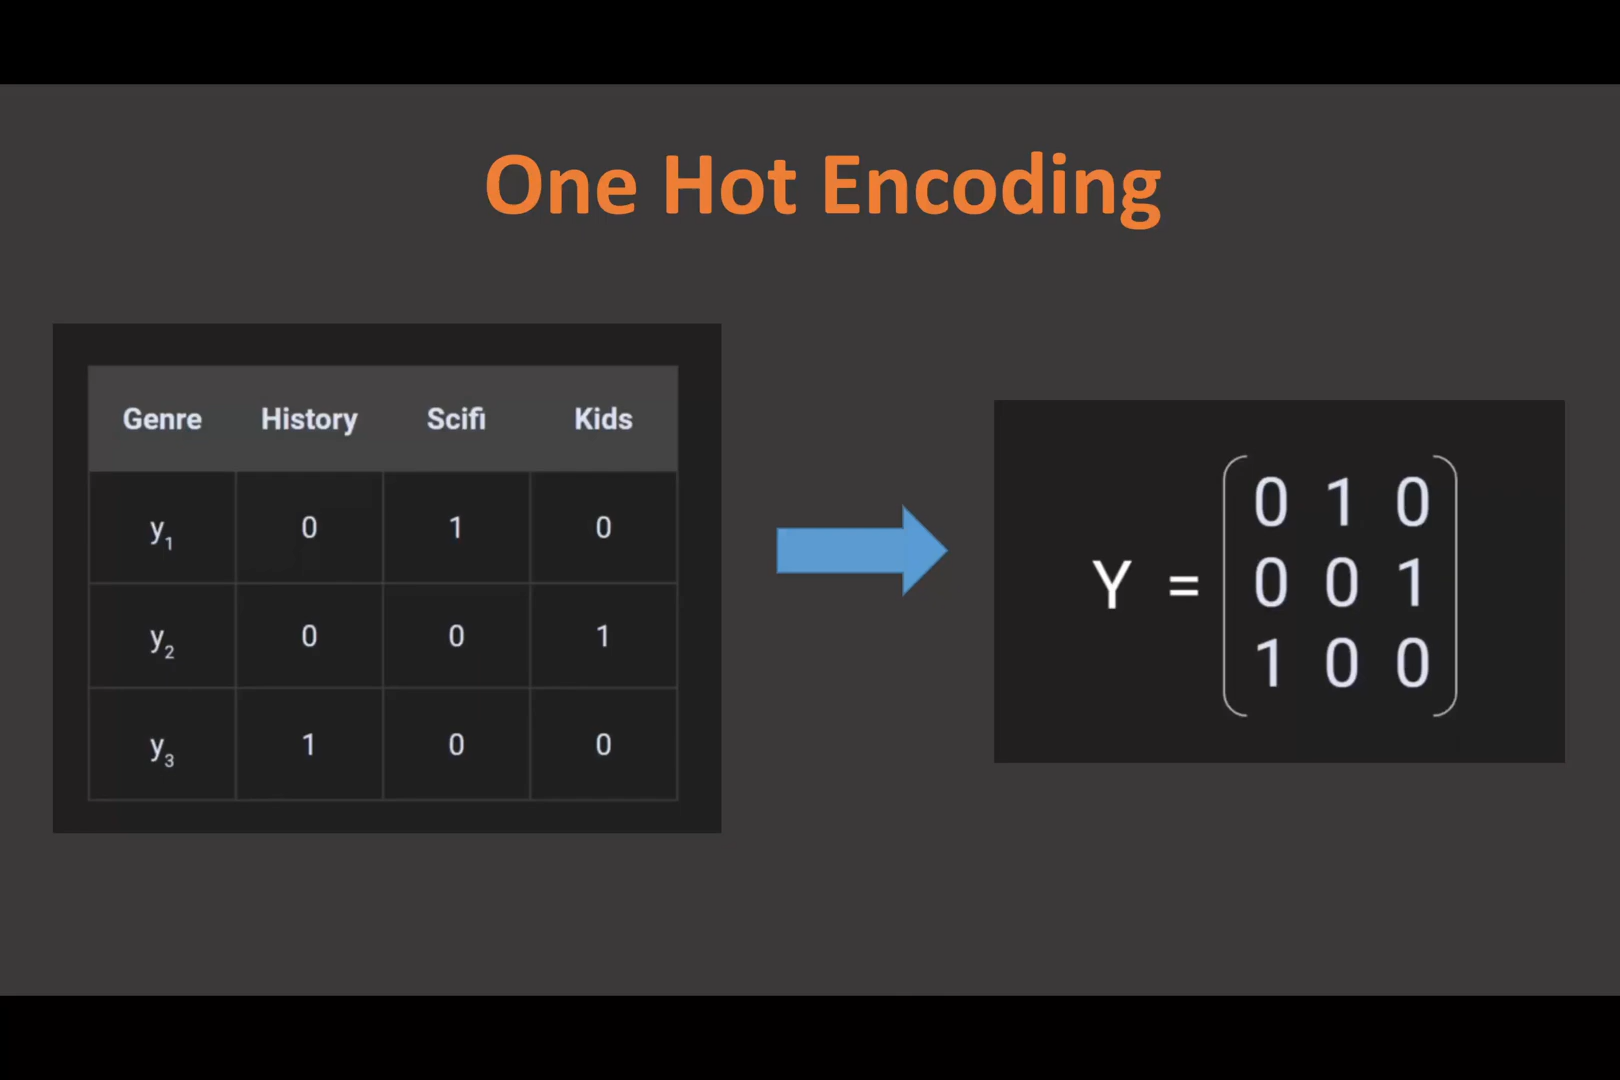 One Hot Encoding
Genre History Scifi Kids
y1 0 1 0
y2 0 0 1
y3 1 0 0
0 1 0
Y = 0 0 1
1 0 0